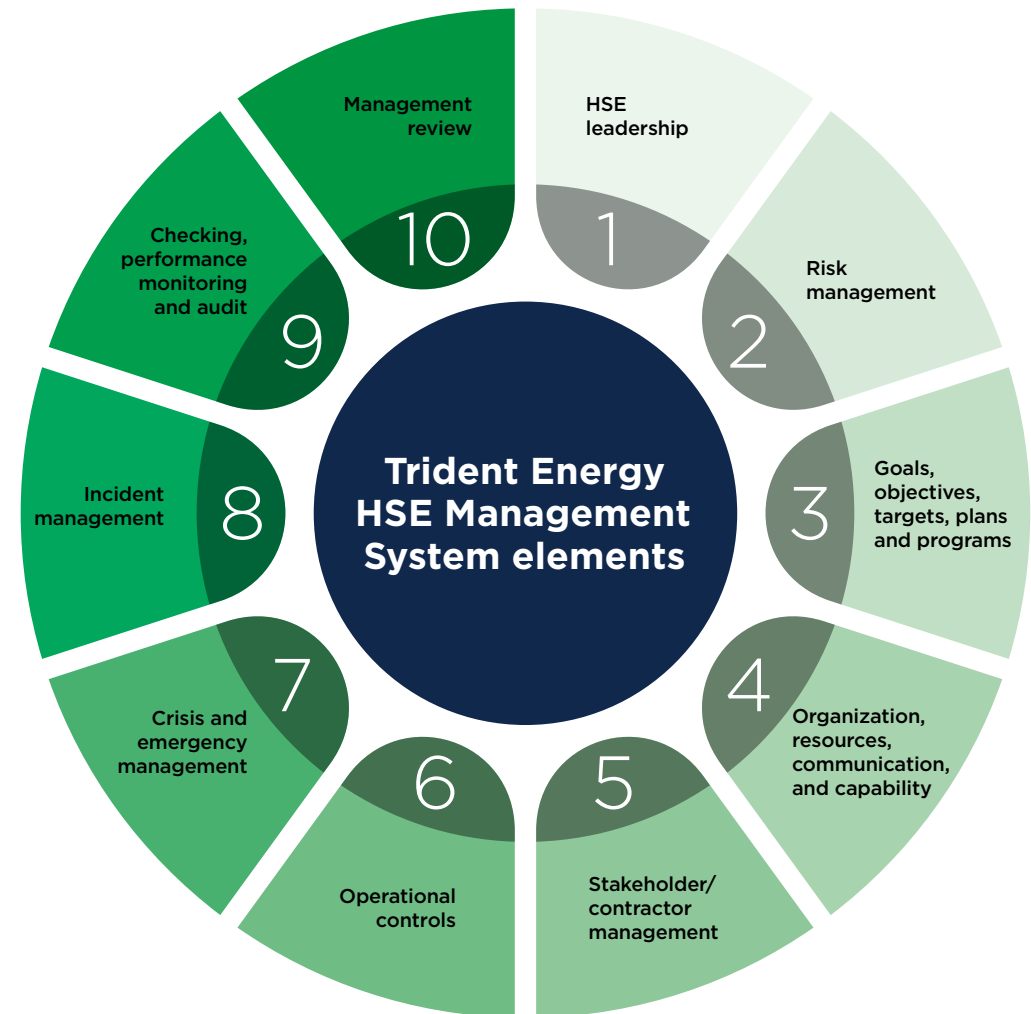 Trident Energy
HSE Management
System elements
1
HSE
leadership
2
Risk
management
3
Goals,
objectives,
targets, plans
and programs
4
Organization,
resources,
communication,
and capability
5
Stakeholder/
contractor
management
6
Operational
controls
7
Crisis and
emergency
management
8
Incident
management
9
Checking,
performance
monitoring
and audit
10
Management
review